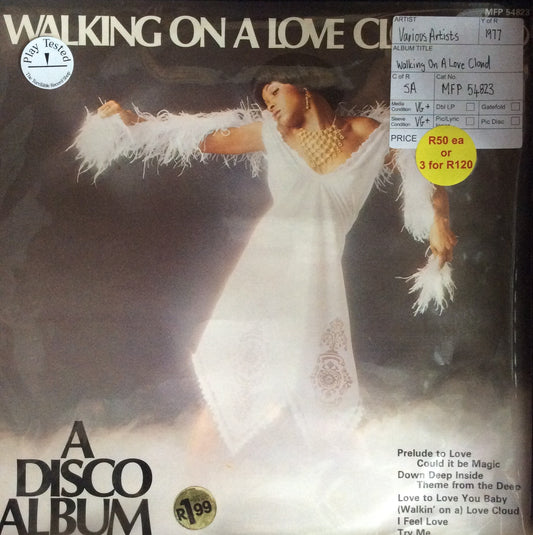 MFP 54823
WALKING ON A LOVE CL
Play Tested
ARTIST
Various Artists
Y of R
1977
ALBUM TITLE
Walking On A Love Cloud
C of R
SA
Cat No.
MFP 54823
Media Condition VG+
Dbl LP
Gatefold
Sleeve Condition VG+
Pic/Lyric
Pic Disc
PRICE
R50 ea
or
3 for R120
A
DISCO
ALBUM
R1.99
Prelude to Love
Could it be Magic
Down Deep Inside
Theme from the Deep
Love to Love You Baby
(Walkin' on a) Love Cloud
I Feel Love
Try Me